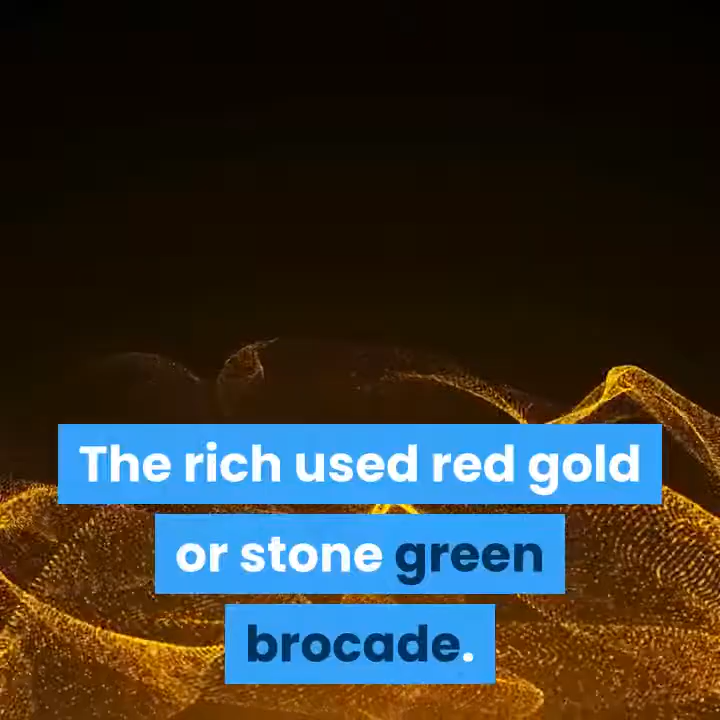 The rich used red gold
or stone green
brocade.